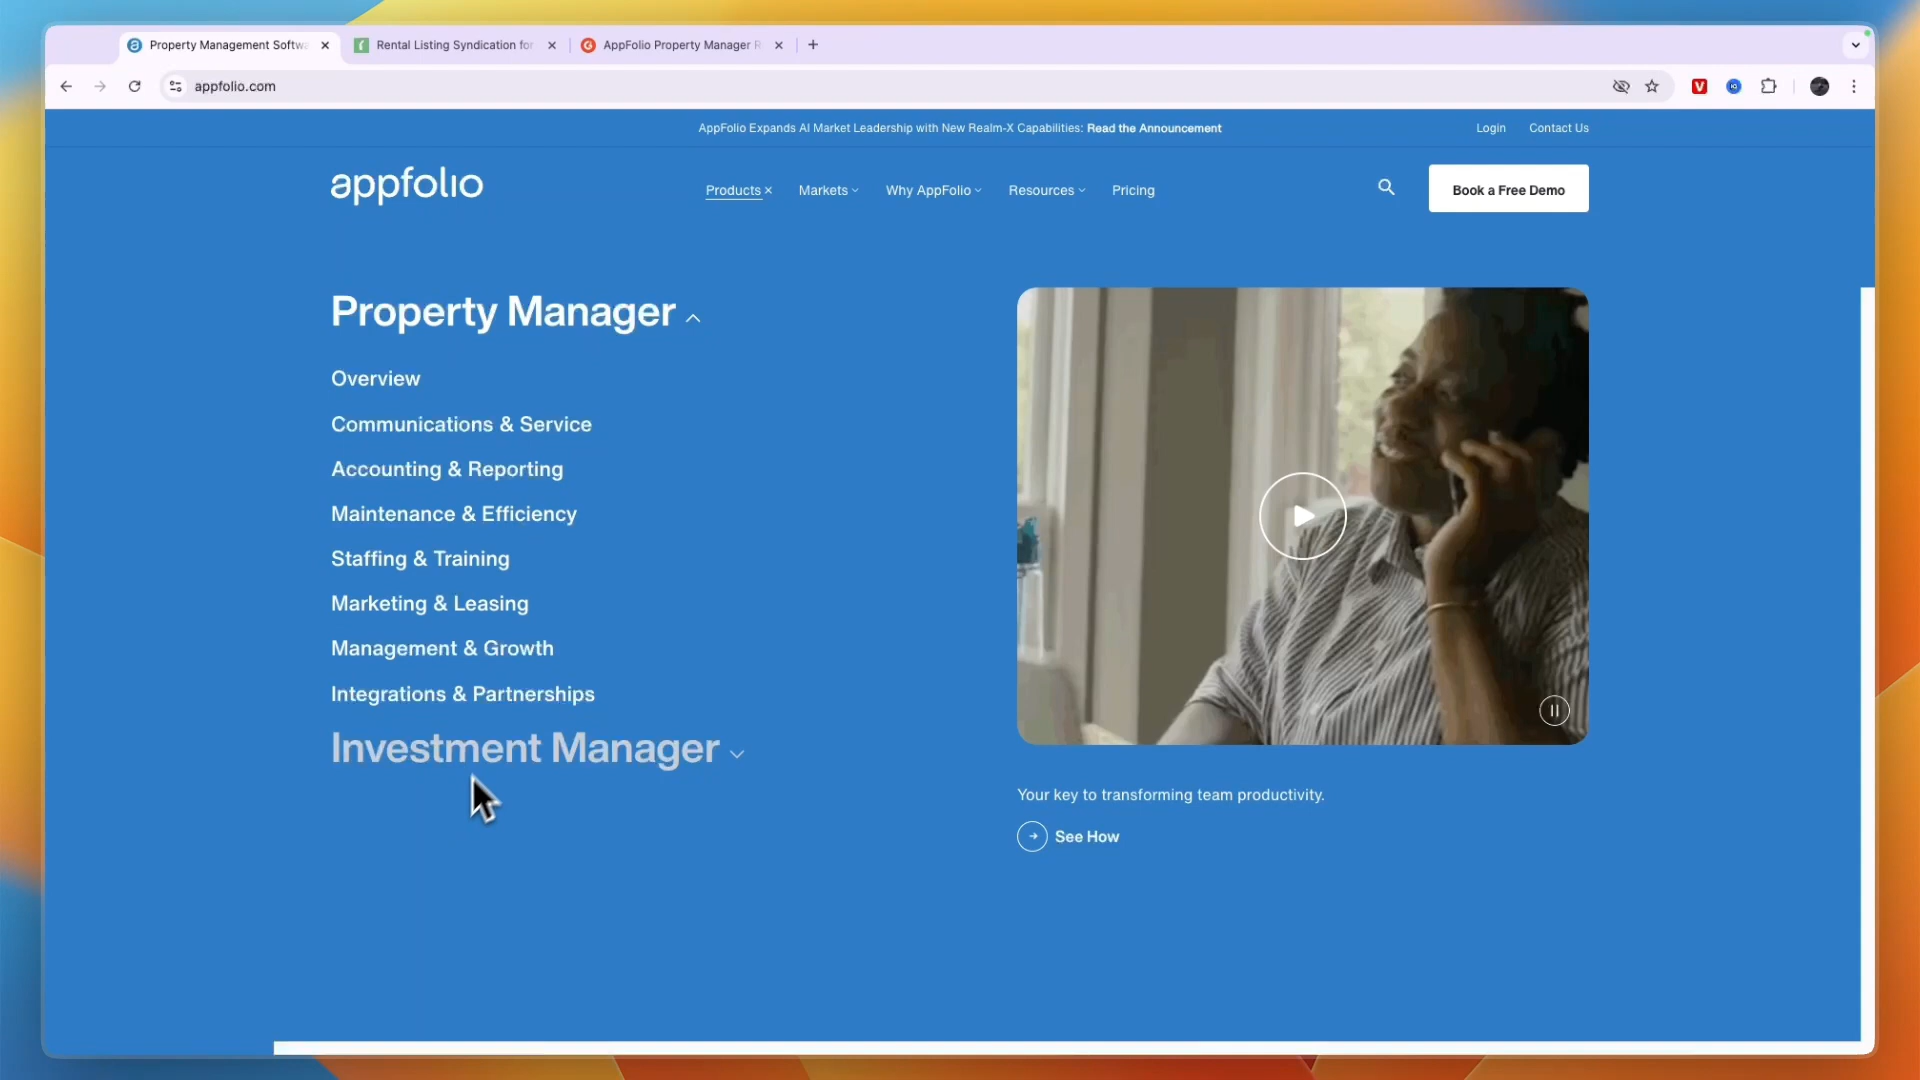 Property Management Softwa
Rental Listing Syndication for
AppFolio Property Manager R
appfolio.com
AppFolio Expands AI Market Leadership with New Realm-X Capabilities: Read the Announcement
Login
Contact Us
appfolio
Products
Markets
Why AppFolio
Resources
Pricing
Book a Free Demo
Property Manager
Overview
Communications & Service
Accounting & Reporting
Maintenance & Efficiency
Staffing & Training
Marketing & Leasing
Management & Growth
Integrations & Partnerships
Investment Manager
Your key to transforming team productivity.
See How